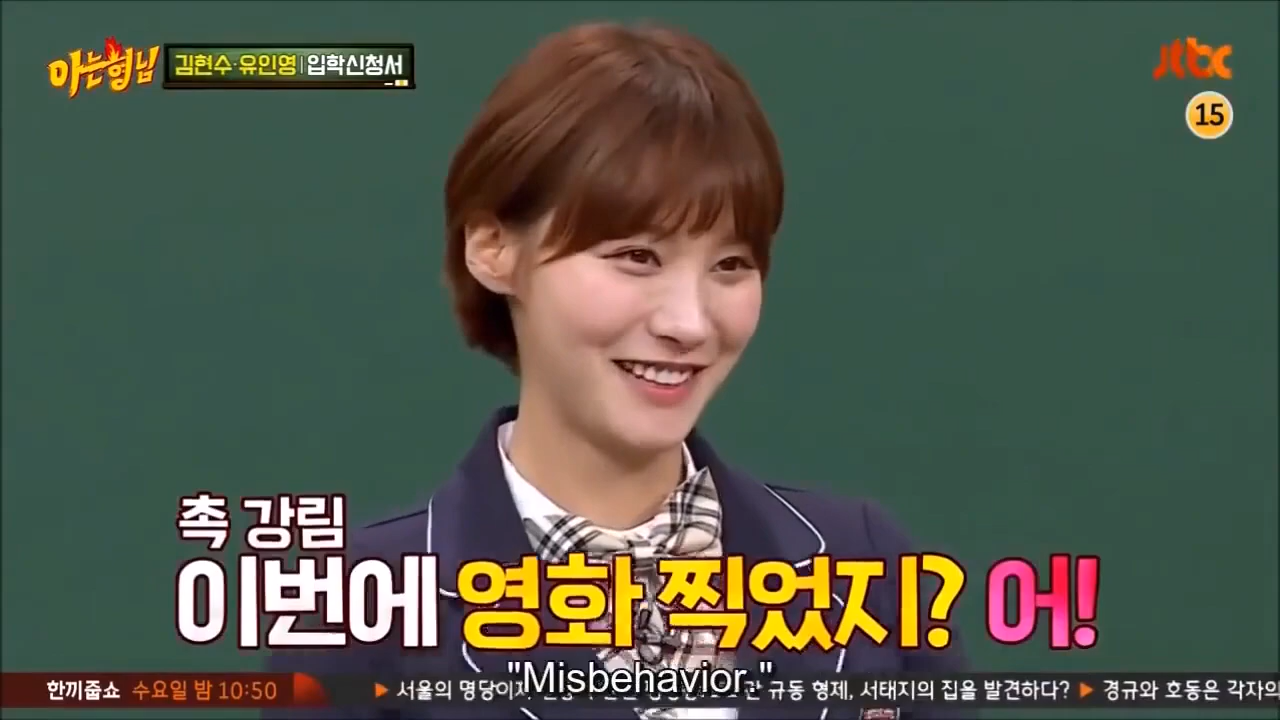 아는형님
김현수·유인영 | 입학신청서
jtbc
15
촉 강림
이번에 영화 찍었지? 어!
"Misbehavior."
한끼줍쇼 수요일 밤 10:50 ▶ 서울의 명당이자, 규동 형제, 서태지의 집을 발견하다? ▶ 경규와 호동은 각자의